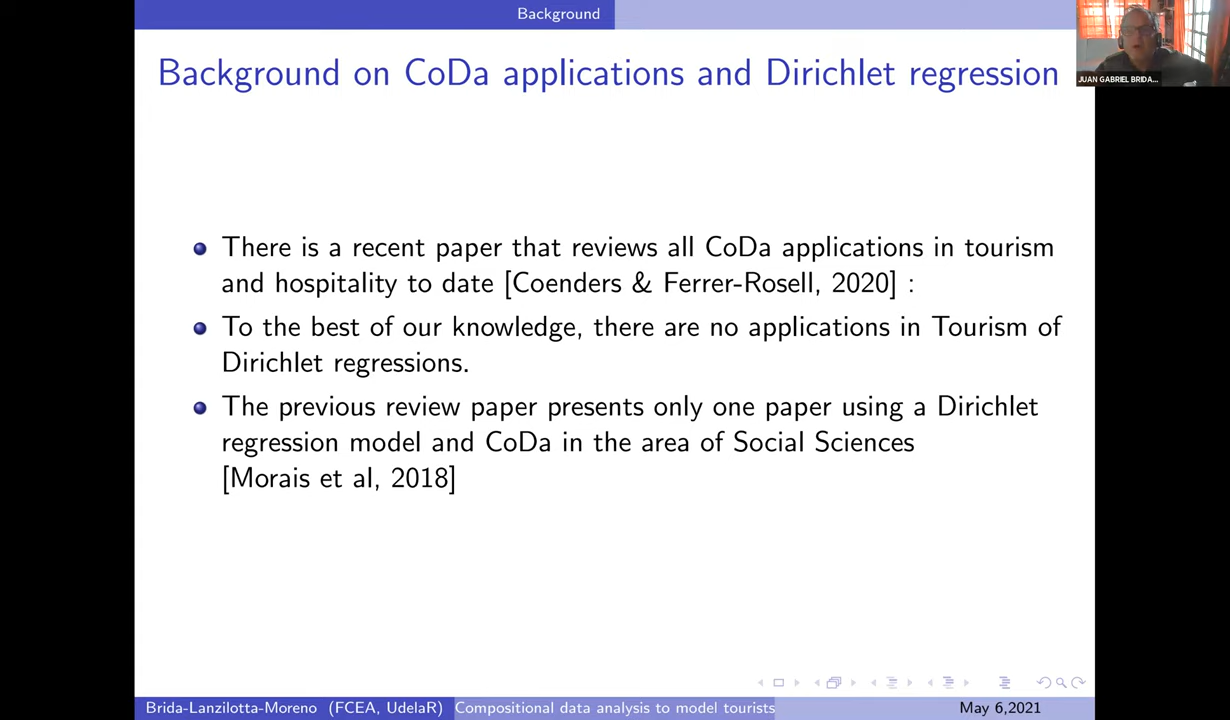 Background
JUAN GABRIEL BRIDA...
Background on CoDa applications and Dirichlet regression
There is a recent paper that reviews all CoDa applications in tourism
and hospitality to date [Coenders & Ferrer-Rosell, 2020] :
To the best of our knowledge, there are no applications in Tourism of
Dirichlet regressions.
The previous review paper presents only one paper using a Dirichlet
regression model and CoDa in the area of Social Sciences
[Morais et al, 2018]
Brida-Lanzilotta-Moreno (FCEA, UdelaR)
Compositional data analysis to model tourists
May 6,2021